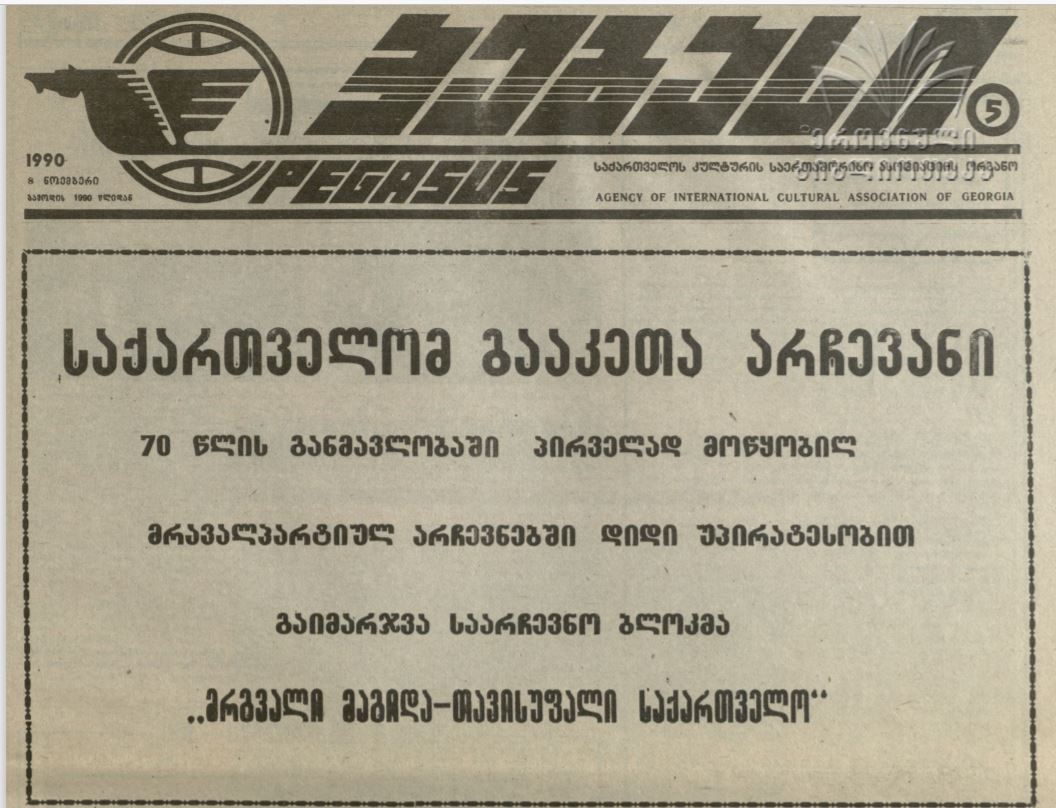 პეგასი
5
1990
8 ნოემბერი
გამოდის 1990 წლიდან
PEGASUS
საქართველოს კულტურის საერთაშორისო ასოციაციის ორგანო
AGENCY OF INTERNATIONAL CULTURAL ASSOCIATION OF GEORGIA
ეროვნული
ბიბლიოთეკა
საქართველომ გააკეთა არჩევანი
70 წლის განმავლობაში პირველად მოწყობილ
მრავალპარტიულ არჩევნებში დიდი უპირატესობით
გაიმარჯვა საარჩევნო ბლოკმა
„მრგვალი მაგიდა—თავისუფალი საქართველო“